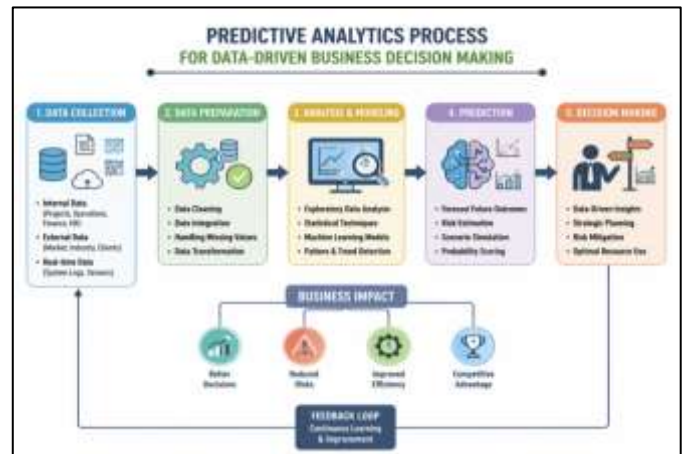 PREDICTIVE ANALYTICS PROCESS
FOR DATA-DRIVEN BUSINESS DECISION MAKING
1. DATA COLLECTION
• Internal Data
(Projects, Operations,
Finance, HR)
• External Data
(Market, Industry, Clients)
• Real-time Data
(System Logs, Sensors)
2. DATA PREPARATION
• Data Cleaning
• Data Integration
• Handling Missing Values
• Data Transformation
3. ANALYSIS & MODELING
• Exploratory Data Analysis
• Statistical Techniques
• Machine Learning Models
• Pattern & Trend Detection
4. PREDICTION
• Forecast Future Outcomes
• Risk Estimation
• Scenario Simulation
• Probability Scoring
5. DECISION MAKING
• Data-Driven Insights
• Strategic Planning
• Risk Mitigation
• Optimal Resource Use
BUSINESS IMPACT
Better
Decisions
Reduced
Risks
Improved
Efficiency
Competitive
Advantage
FEEDBACK LOOP
Continuous Learning
& Improvement